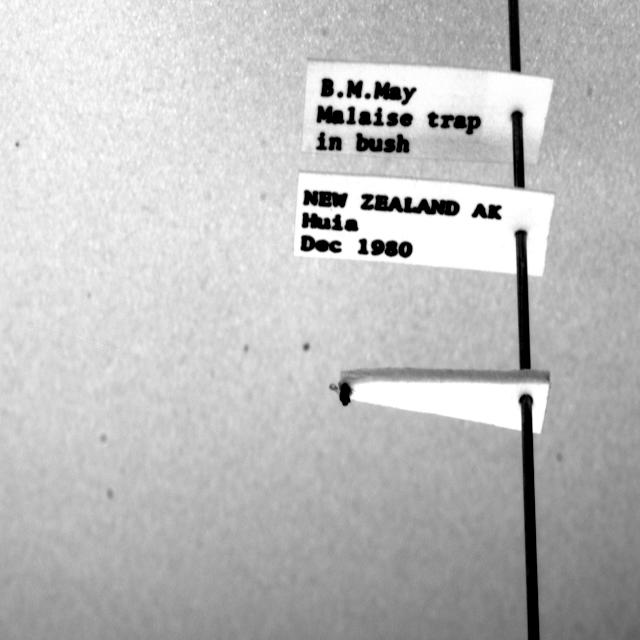 B.M.May
Malaise trap
in bush
NEW ZEALAND AK
Huia
Dec 1980